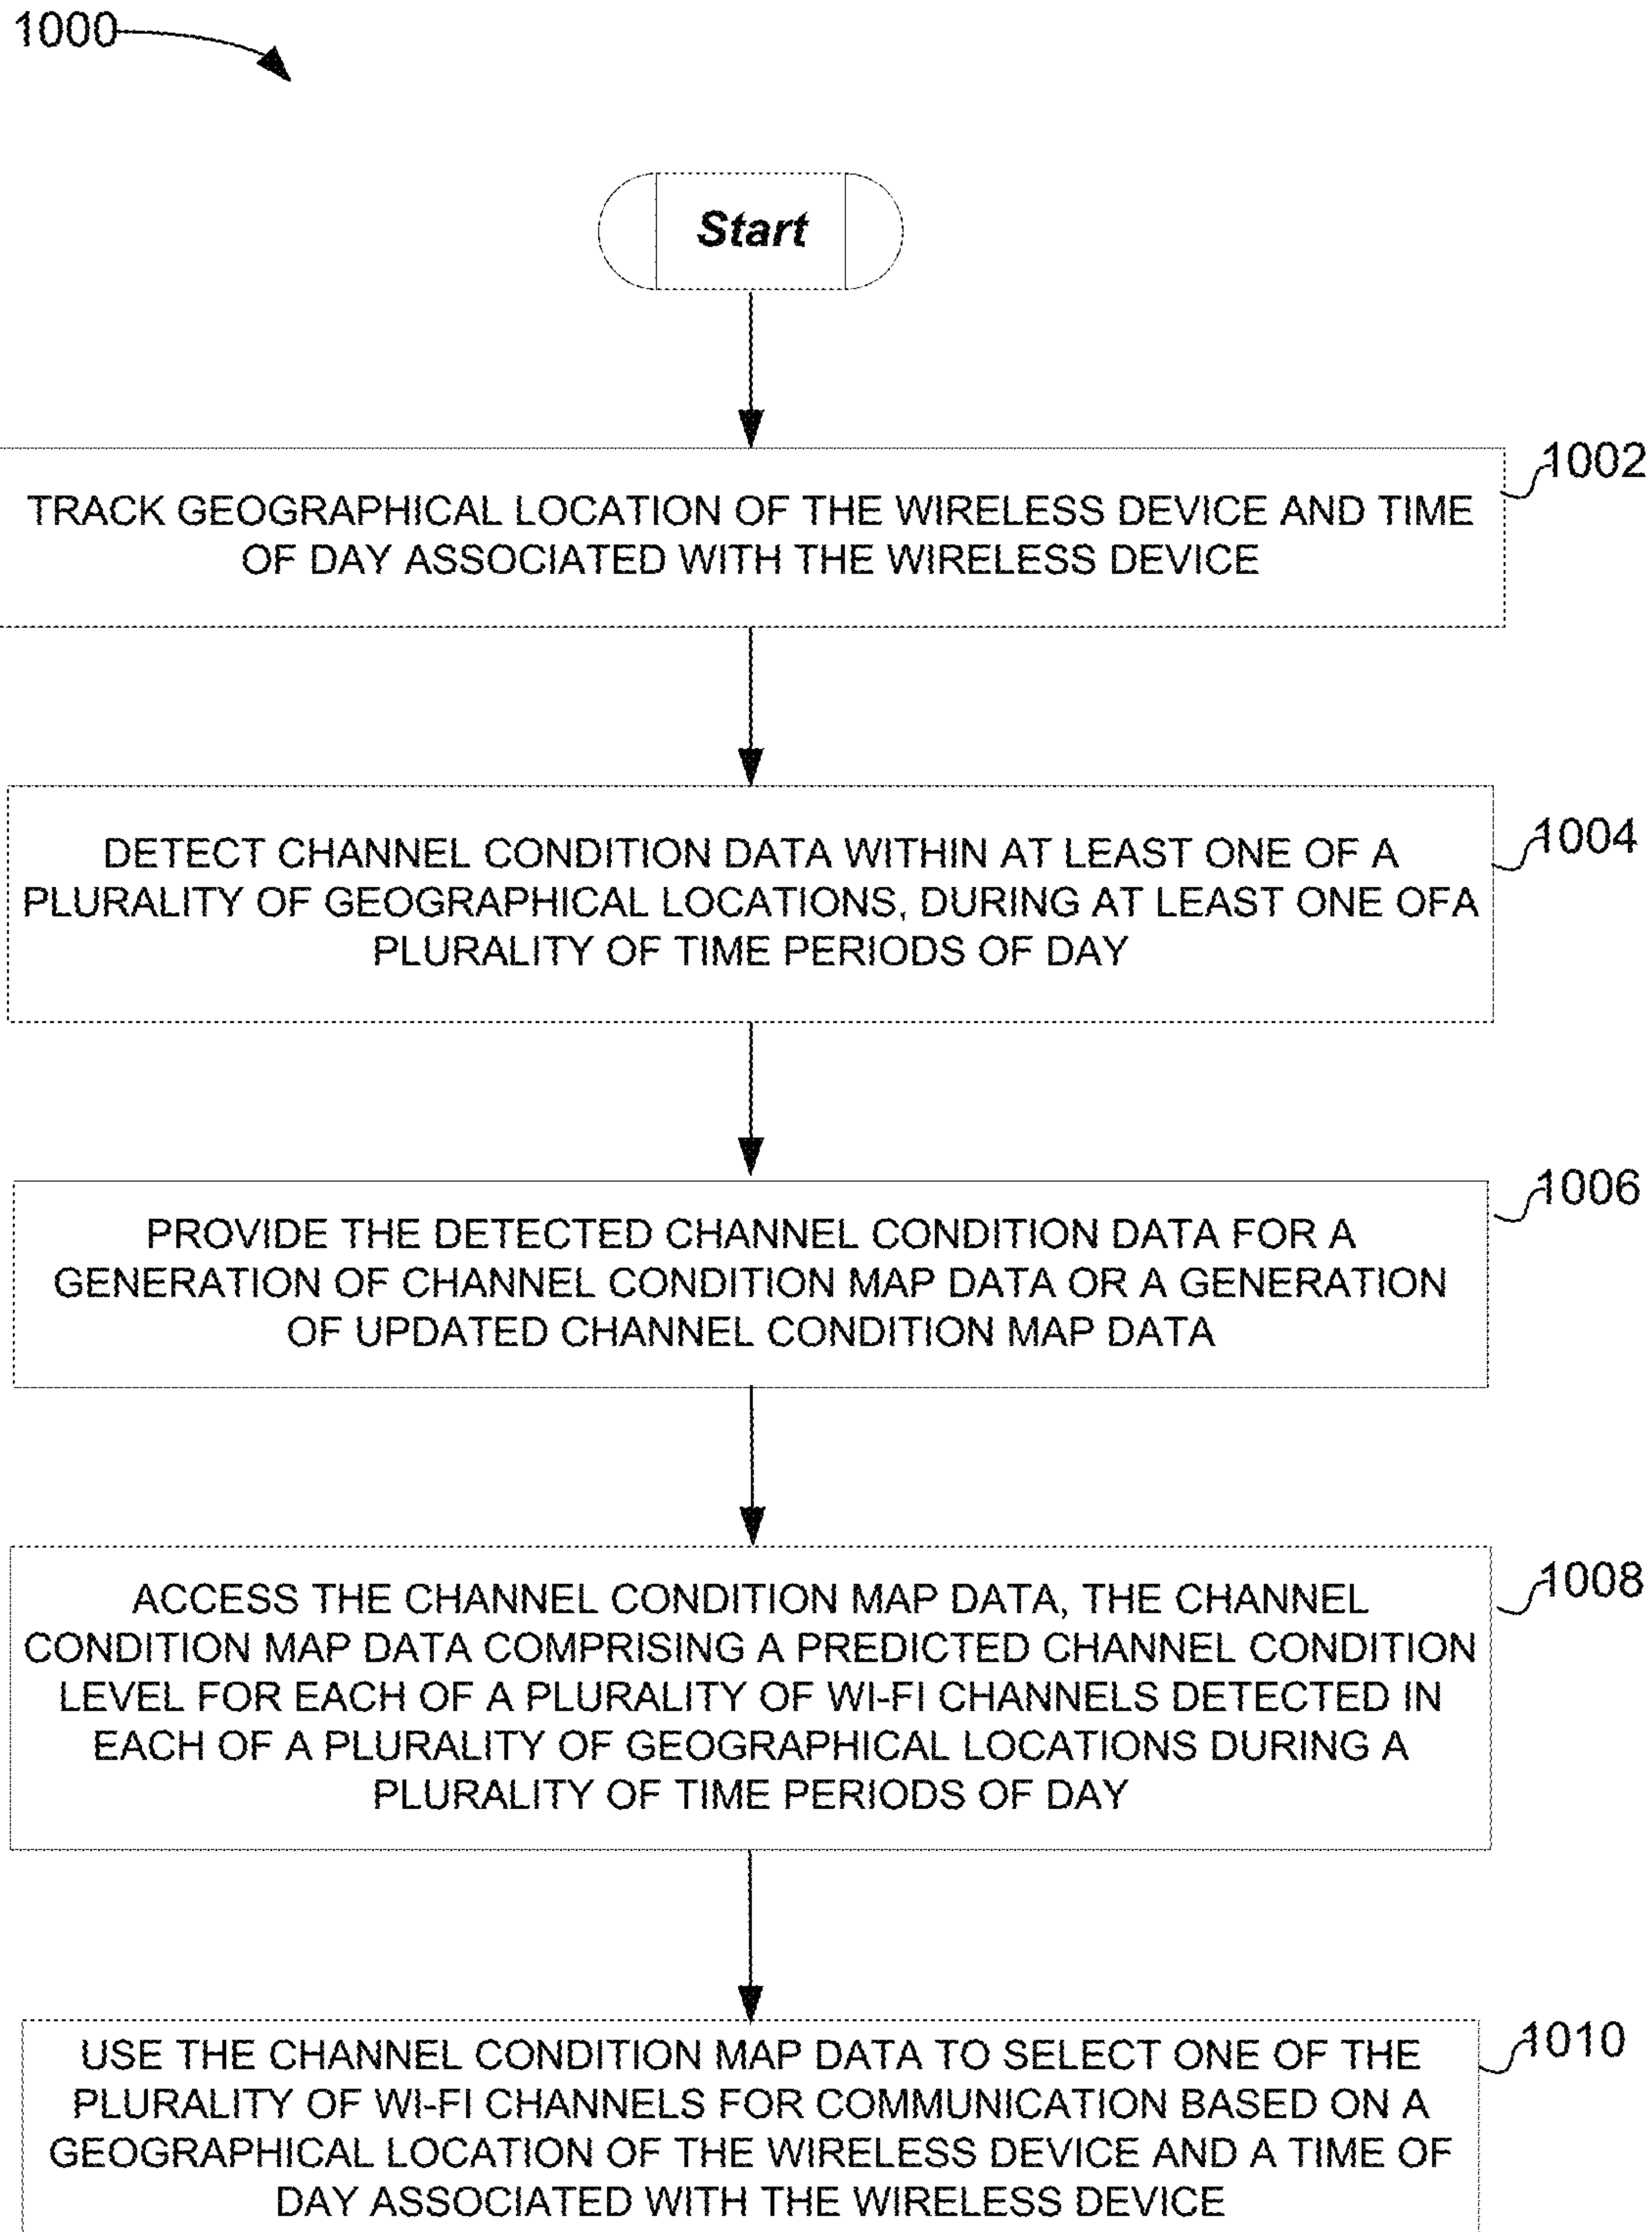 1000
Start
1002
TRACK GEOGRAPHICAL LOCATION OF THE WIRELESS DEVICE AND TIME
OF DAY ASSOCIATED WITH THE WIRELESS DEVICE
1004
DETECT CHANNEL CONDITION DATA WITHIN AT LEAST ONE OF A
PLURALITY OF GEOGRAPHICAL LOCATIONS, DURING AT LEAST ONE OFA
PLURALITY OF TIME PERIODS OF DAY
1006
PROVIDE THE DETECTED CHANNEL CONDITION DATA FOR A
GENERATION OF CHANNEL CONDITION MAP DATA OR A GENERATION
OF UPDATED CHANNEL CONDITION MAP DATA
1008
ACCESS THE CHANNEL CONDITION MAP DATA, THE CHANNEL
CONDITION MAP DATA COMPRISING A PREDICTED CHANNEL CONDITION
LEVEL FOR EACH OF A PLURALITY OF WI-FI CHANNELS DETECTED IN
EACH OF A PLURALITY OF GEOGRAPHICAL LOCATIONS DURING A
PLURALITY OF TIME PERIODS OF DAY
1010
USE THE CHANNEL CONDITION MAP DATA TO SELECT ONE OF THE
PLURALITY OF WI-FI CHANNELS FOR COMMUNICATION BASED ON A
GEOGRAPHICAL LOCATION OF THE WIRELESS DEVICE AND A TIME OF
DAY ASSOCIATED WITH THE WIRELESS DEVICE